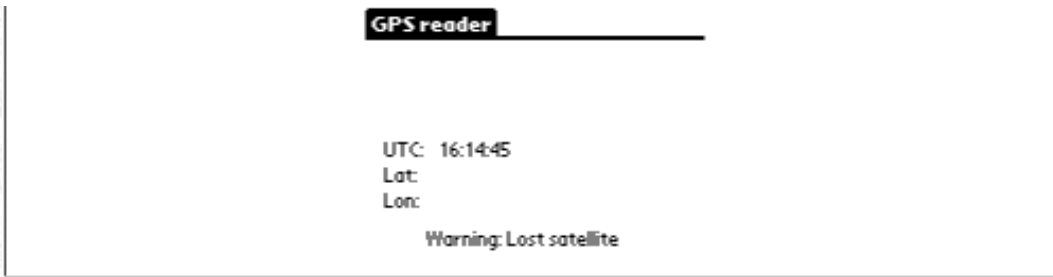 GPS reader
UTC: 16:14:45
Lat:
Lon:
Warning: Lost satellite